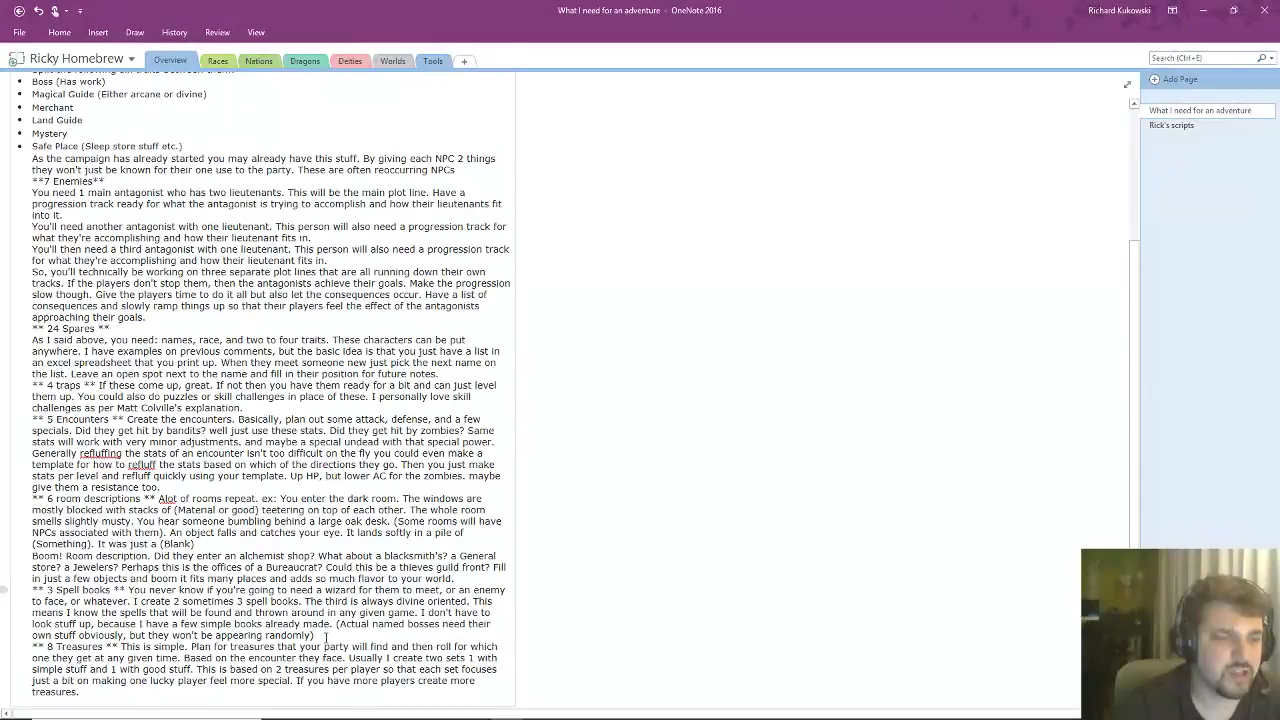 What I need for an adventure - OneNote 2016
Richard Kukowski
File Home Insert Draw History Review View
Ricky Homebrew Overview Races Nations Dragons Deities Worlds Tools
Search (Ctrl+E)
Add Page
What I need for an adventure
Rick's scripts
Boss (Has work)
Magical Guide (Either arcane or divine)
Merchant
Land Guide
Mystery
Safe Place (Sleep store stuff etc.)
As the campaign has already started you may already have this stuff. By giving each NPC 2 things
they won't just be known for their one use to the party. These are often reoccurring NPCs
**7 Enemies**
You need 1 main antagonist who has two lieutenants. This will be the main plot line. Have a
progression track ready for what the antagonist is trying to accomplish and how their lieutenants fit
into it.
You'll need another antagonist with one lieutenant. This person will also need a progression track for
what they're accomplishing and how their lieutenant fits in.
You'll then need a third antagonist with one lieutenant. This person will also need a progression track
for what they're accomplishing and how their lieutenant fits in.
So, you'll technically be working on three separate plot lines that are all running down their own
tracks. If the players don't stop them, then the antagonists achieve their goals. Make the progression
slow though. Give the players time to do it all but also let the consequences occur. Have a list of
consequences and slowly ramp things up so that their players feel the effect of the antagonists
approaching their goals.
** 24 Spares **
As I said above, you need: names, race, and two to four traits. These characters can be put
anywhere. I have examples on previous comments, but the basic idea is that you just have a list in
an excel spreadsheet that you print up. When they meet someone new just pick the next name on
the list. Leave an open spot next to the name and fill in their position for future notes.
** 4 traps ** If these come up, great. If not then you have them ready for a bit and can just level
them up. You could also do puzzles or skill challenges in place of these. I personally love skill
challenges as per Matt Colville's explanation.
** 5 Encounters ** Create the encounters. Basically, plan out some attack, defense, and a few
specials. Did they get hit by bandits? well just use these stats. Did they get hit by zombies? Same
stats will work with very minor adjustments. and maybe a special undead with that special power.
Generally refluffing the stats of an encounter isn't too difficult on the fly you could even make a
template for how to refluff the stats based on which of the directions they go. Then you just make
stats per level and refluff quickly using your template. Up HP, but lower AC for the zombies. maybe
give them a resistance too.
** 6 room descriptions ** Alot of rooms repeat. ex: You enter the dark room. The windows are
mostly blocked with stacks of (Material or good) teetering on top of each other. The whole room
smells slightly musty. You hear someone bumbling behind a large oak desk. (Some rooms will have
NPCs associated with them). An object falls and catches your eye. It lands softly in a pile of
(Something). It was just a (Blank)
Boom! Room description. Did they enter an alchemist shop? What about a blacksmith's? a General
store? a Jewelers? Perhaps this is the offices of a Bureaucrat? Could this be a thieves guild front? Fill
in just a few objects and boom it fits many places and adds so much flavor to your world.
** 3 Spell books ** You never know if you're going to need a wizard for them to meet, or an enemy
to face, or whatever. I create 2 sometimes 3 spell books. The third is always divine oriented. This
means I know the spells that will be found and thrown around in any given game. I don't have to
look stuff up, because I have a few simple books already made. (Actual named bosses need their
own stuff obviously, but they won't be appearing randomly)
** 8 Treasures ** This is simple. Plan for treasures that your party will find and then roll for which
one they get at any given time. Based on the encounter they face. Usually I create two sets 1 with
simple stuff and 1 with good stuff. This is based on 2 treasures per player so that each set focuses
just a bit on making one lucky player feel more special. If you have more players create more
treasures.